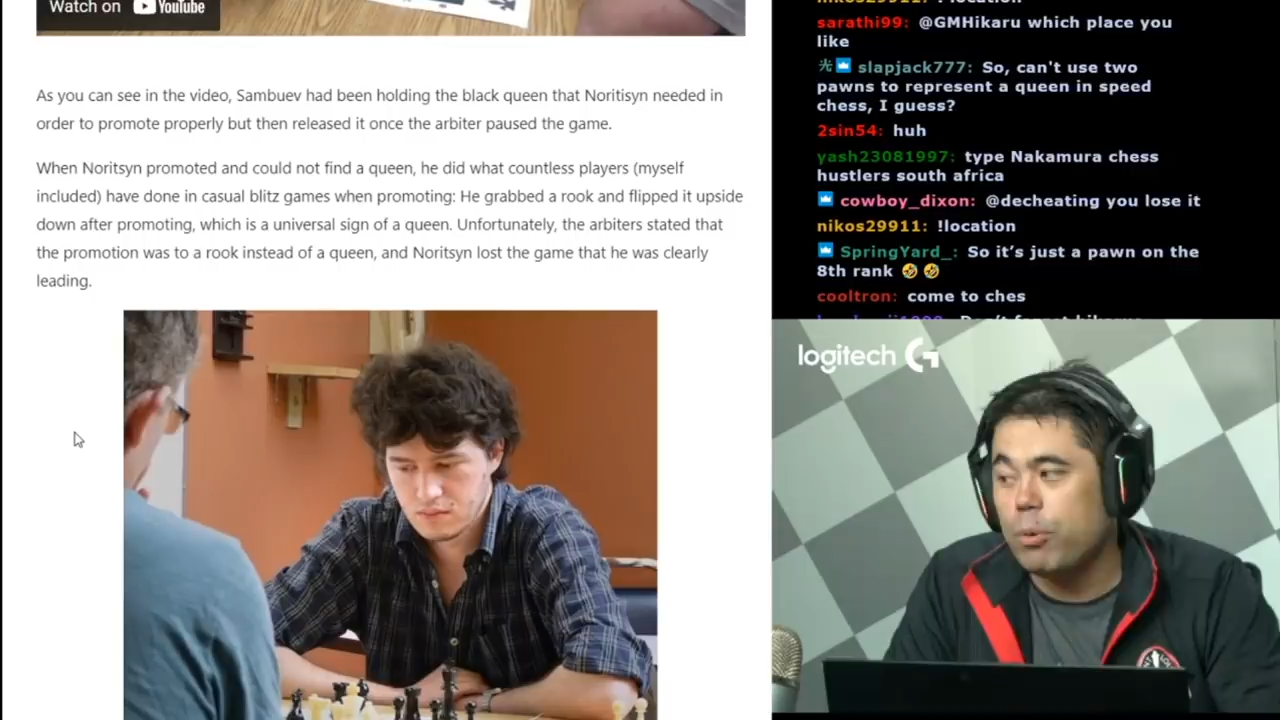 Watch on YouTube
As you can see in the video, Sambuev had been holding the black queen that Noritisyn needed in
order to promote properly but then released it once the arbiter paused the game.
When Noritsyn promoted and could not find a queen, he did what countless players (myself
included) have done in casual blitz games when promoting: He grabbed a rook and flipped it upside
down after promoting, which is a universal sign of a queen. Unfortunately, the arbiters stated that
the promotion was to a rook instead of a queen, and Noritsyn lost the game that he was clearly
leading.
nikos29911: !location
sarathi99: @GMHikaru which place you
like
光 slapjack777: So, can't use two
pawns to represent a queen in speed
chess, I guess?
2sin54: huh
yash23081997: type Nakamura chess
hustlers south africa
cowboy_dixon: @decheating you lose it
nikos29911: !location
SpringYard_: So it’s just a pawn on the
8th rank 🤣 🤣
cooltron: come to ches
logitech G